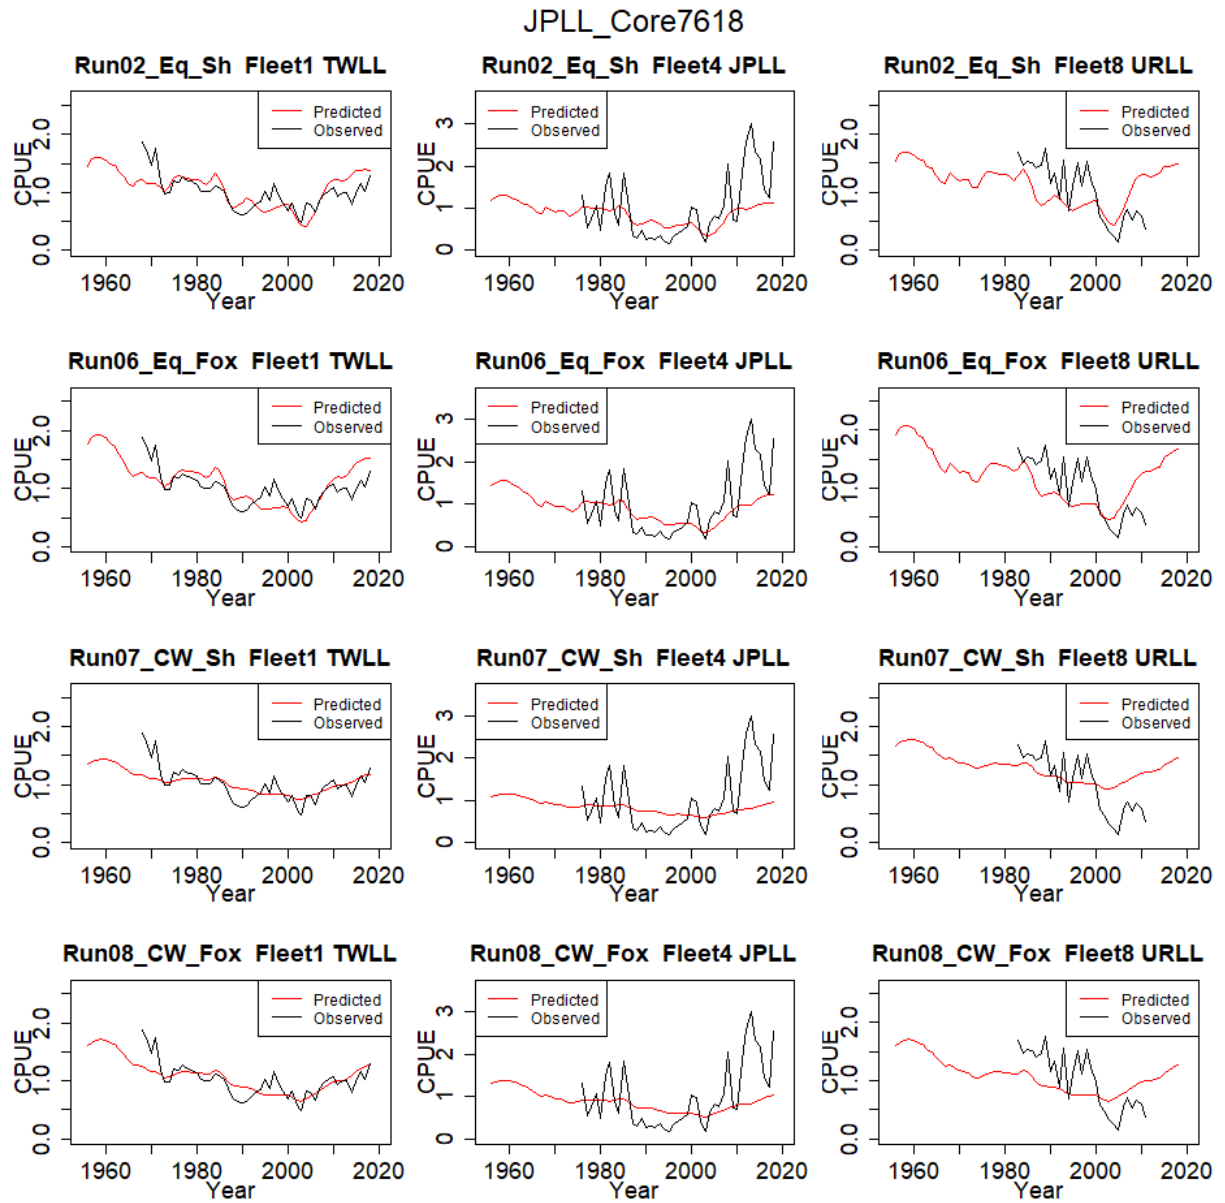 JPLL_Core7618
Run02_Eq_Sh Fleet1 TWLL
CPUE
0.0 1.0 2.0
Predicted
Observed
1960 1980 2000 2020
Year
Run02_Eq_Sh Fleet4 JPLL
CPUE
0 1 2 3
Predicted
Observed
1960 1980 2000 2020
Year
Run02_Eq_Sh Fleet8 URLL
CPUE
0.0 1.0 2.0
Predicted
Observed
1960 1980 2000 2020
Year
Run06_Eq_Fox Fleet1 TWLL
CPUE
0.0 1.0 2.0
Predicted
Observed
1960 1980 2000 2020
Year
Run06_Eq_Fox Fleet4 JPLL
CPUE
0 1 2 3
Predicted
Observed
1960 1980 2000 2020
Year
Run06_Eq_Fox Fleet8 URLL
CPUE
0.0 1.0 2.0
Predicted
Observed
1960 1980 2000 2020
Year
Run07_CW_Sh Fleet1 TWLL
CPUE
0.0 1.0 2.0
Predicted
Observed
1960 1980 2000 2020
Year
Run07_CW_Sh Fleet4 JPLL
CPUE
0 1 2 3
Predicted
Observed
1960 1980 2000 2020
Year
Run07_CW_Sh Fleet8 URLL
CPUE
0.0 1.0 2.0
Predicted
Observed
1960 1980 2000 2020
Year
Run08_CW_Fox Fleet1 TWLL
CPUE
0.0 1.0 2.0
Predicted
Observed
1960 1980 2000 2020
Year
Run08_CW_Fox Fleet4 JPLL
CPUE
0 1 2 3
Predicted
Observed
1960 1980 2000 2020
Year
Run08_CW_Fox Fleet8 URLL
CPUE
0.0 1.0 2.0
Predicted
Observed
1960 1980 2000 2020
Year